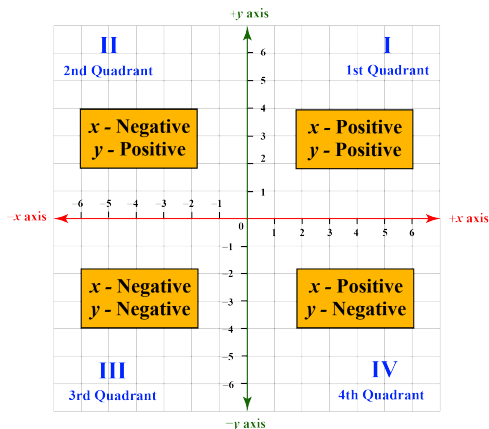 +y axis
II
I
2nd Quadrant
1st Quadrant
x - Negative
y - Positive
x - Positive
y - Positive
6
5
4
3
2
1
−6 −5 −4 −3 −2 −1
−x axis
+x axis
0
1 2 3 4 5 6
−1
−2
−3
−4
−5
−6
x - Negative
y - Negative
x - Positive
y - Negative
III
IV
3rd Quadrant
4th Quadrant
−y axis